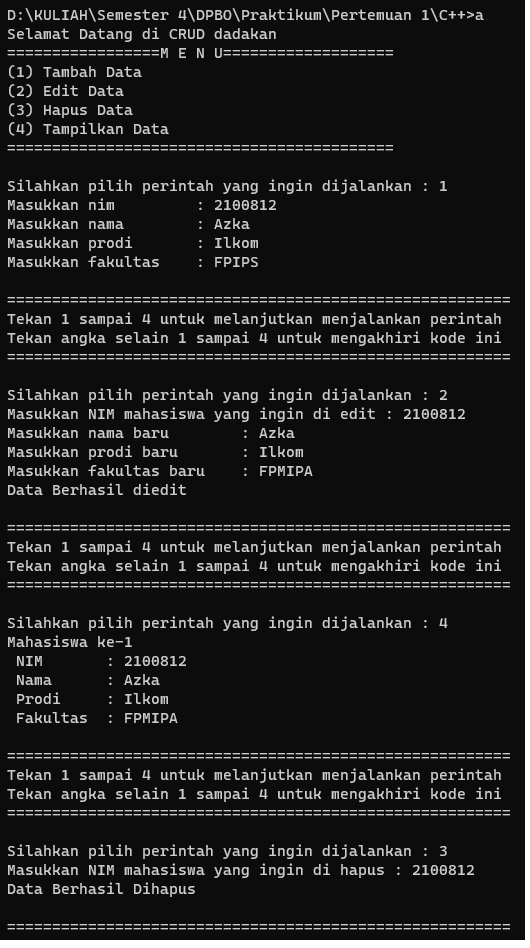 D:\KULIAH\Semester 4\DPBO\Praktikum\Pertemuan 1\C++>a
Selamat Datang di CRUD dadakan
=================M E N U===================
(1) Tambah Data
(2) Edit Data
(3) Hapus Data
(4) Tampilkan Data
===========================================
Silahkan pilih perintah yang ingin dijalankan : 1
Masukkan nim         : 2100812
Masukkan nama        : Azka
Masukkan prodi       : Ilkom
Masukkan fakultas    : FPIPS
========================================================
Tekan 1 sampai 4 untuk melanjutkan menjalankan perintah
Tekan angka selain 1 sampai 4 untuk mengakhiri kode ini
========================================================
Silahkan pilih perintah yang ingin dijalankan : 2
Masukkan NIM mahasiswa yang ingin di edit : 2100812
Masukkan nama baru        : Azka
Masukkan prodi baru       : Ilkom
Masukkan fakultas baru    : FPMIPA
Data Berhasil diedit
========================================================
Tekan 1 sampai 4 untuk melanjutkan menjalankan perintah
Tekan angka selain 1 sampai 4 untuk mengakhiri kode ini
========================================================
Silahkan pilih perintah yang ingin dijalankan : 4
Mahasiswa ke-1
 NIM       : 2100812
 Nama      : Azka
 Prodi     : Ilkom
 Fakultas  : FPMIPA
========================================================
Tekan 1 sampai 4 untuk melanjutkan menjalankan perintah
Tekan angka selain 1 sampai 4 untuk mengakhiri kode ini
========================================================
Silahkan pilih perintah yang ingin dijalankan : 3
Masukkan NIM mahasiswa yang ingin di hapus : 2100812
Data Berhasil Dihapus
========================================================